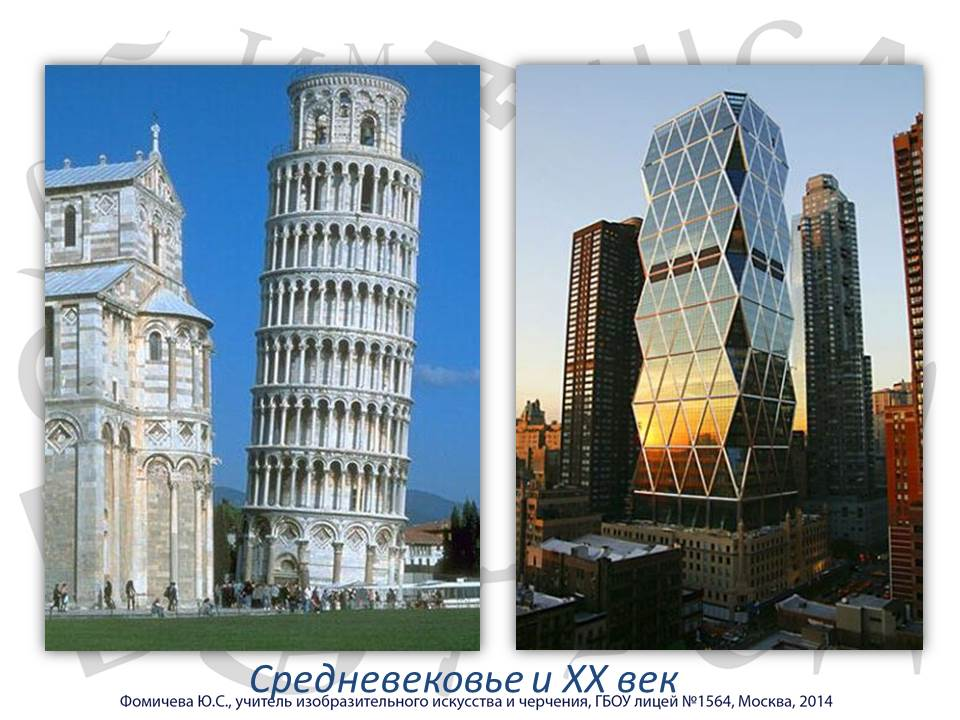 Средневековье и XX век
Фомичева Ю.С., учитель изобразительного искусства и черчения, ГБОУ лицей №1564, Москва, 2014